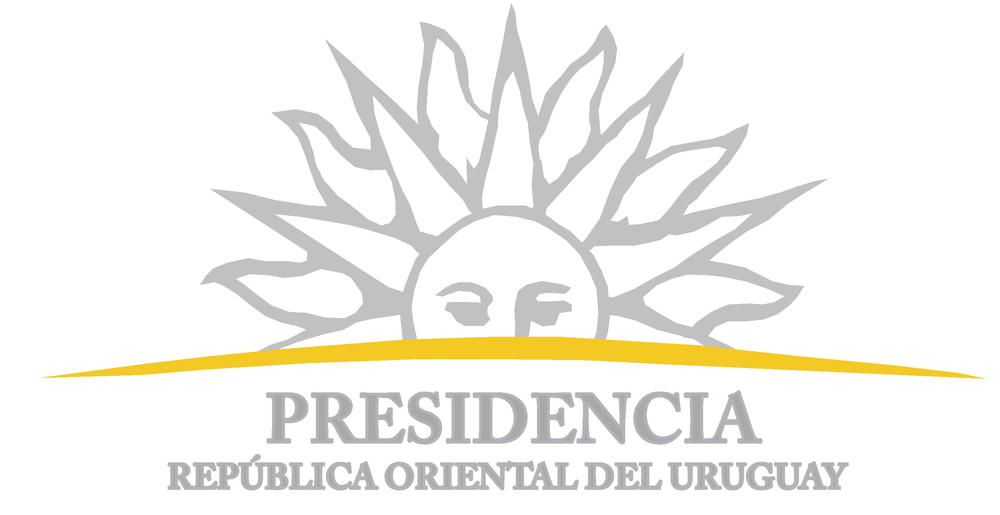 PRESIDENCIA
REPÚBLICA ORIENTAL DEL URUGUAY